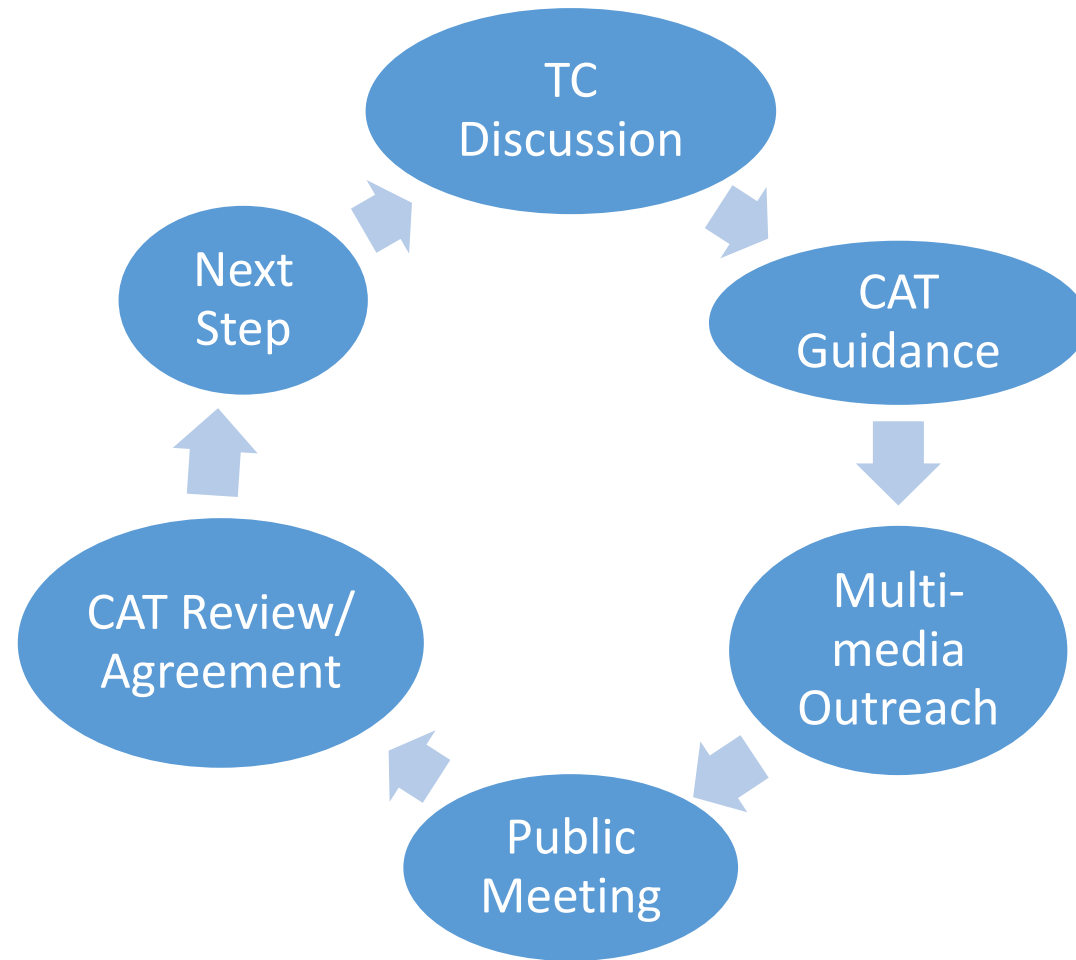 TC
Discussion
CAT
Guidance
Multi-
media
Outreach
Public
Meeting
CAT Review/
Agreement
Next
Step